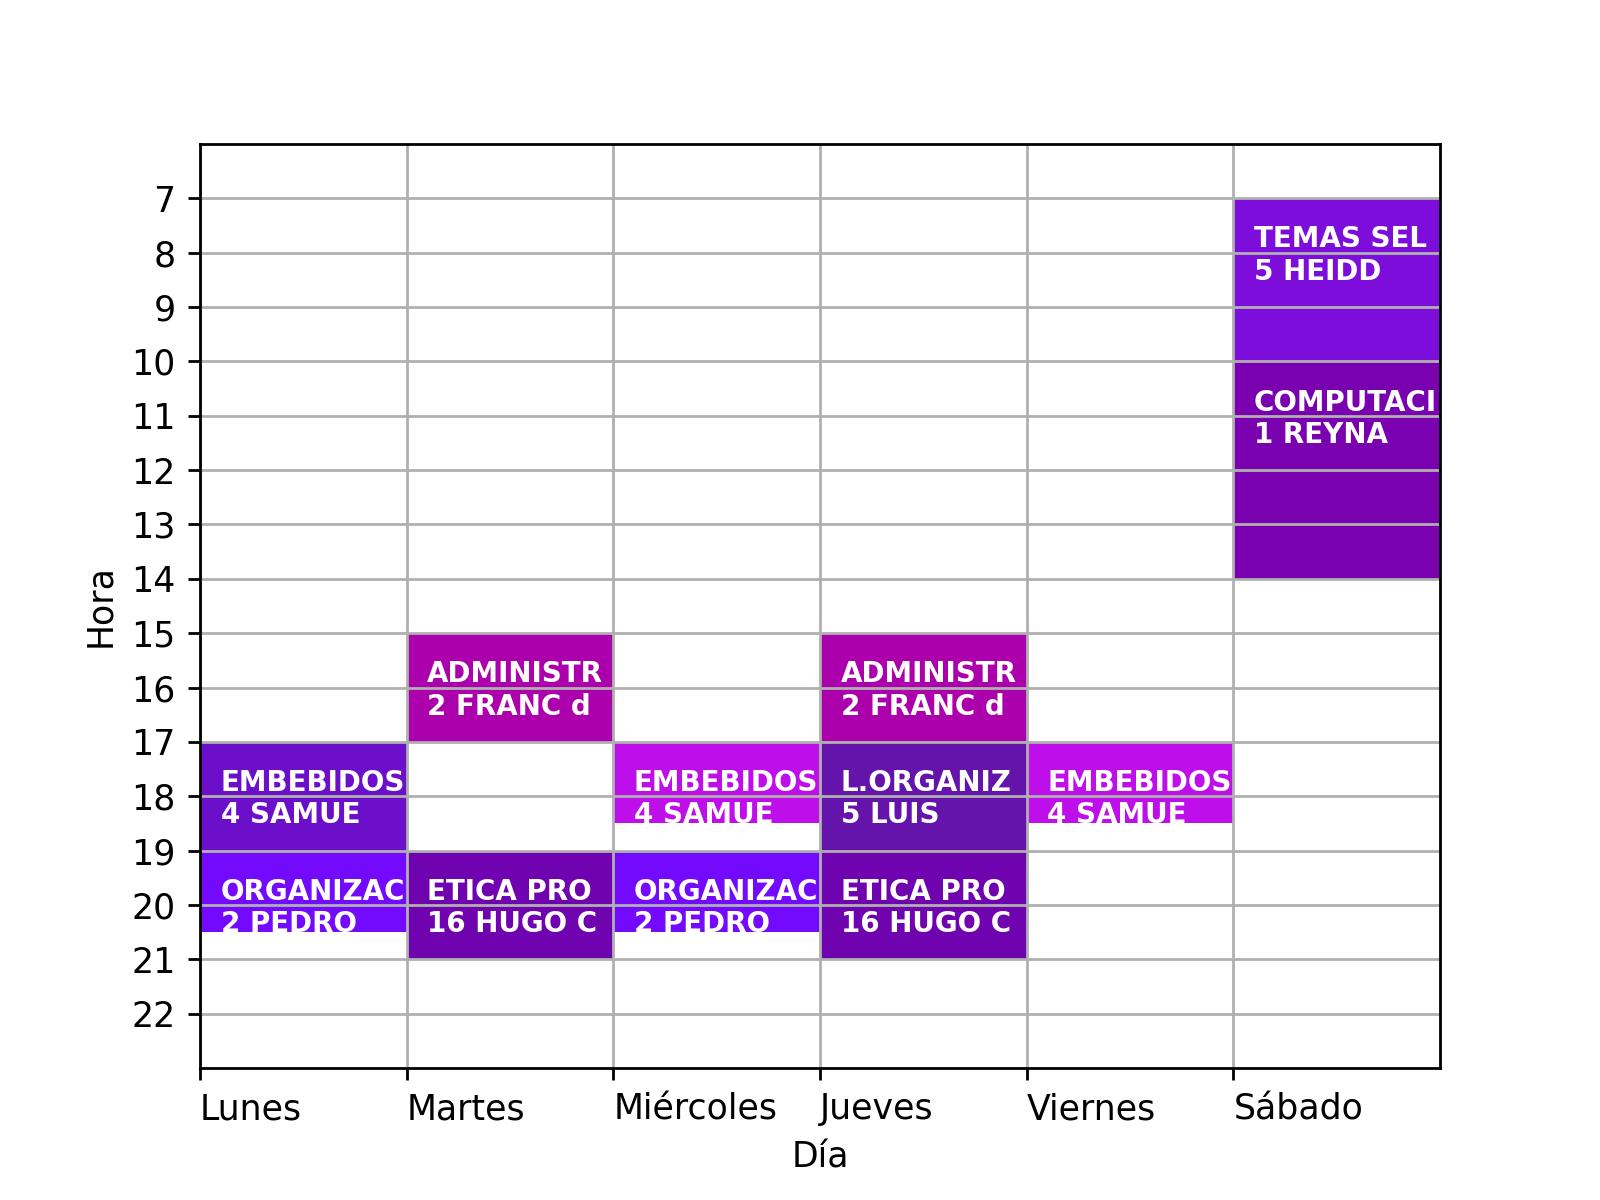 7
TEMAS SEL
8
5 HEIDD
9
10
COMPUTACI
11
1 REYNA
12
13
14
Hora
15
ADMINISTR
ADMINISTR
16
2 FRANC d
2 FRANC d
17
EMBEBIDOS
EMBEBIDOS
L.ORGANIZ
EMBEBIDOS
18
4 SAMUE
4 SAMUE
5 LUIS
4 SAMUE
19
ORGANIZAC
ETICA PRO
ORGANIZAC
ETICA PRO
20
2 PEDRO
16 HUGO C
2 PEDRO
16 HUGO C
21
22
Lunes Martes Miércoles Jueves Viernes Sábado
Día